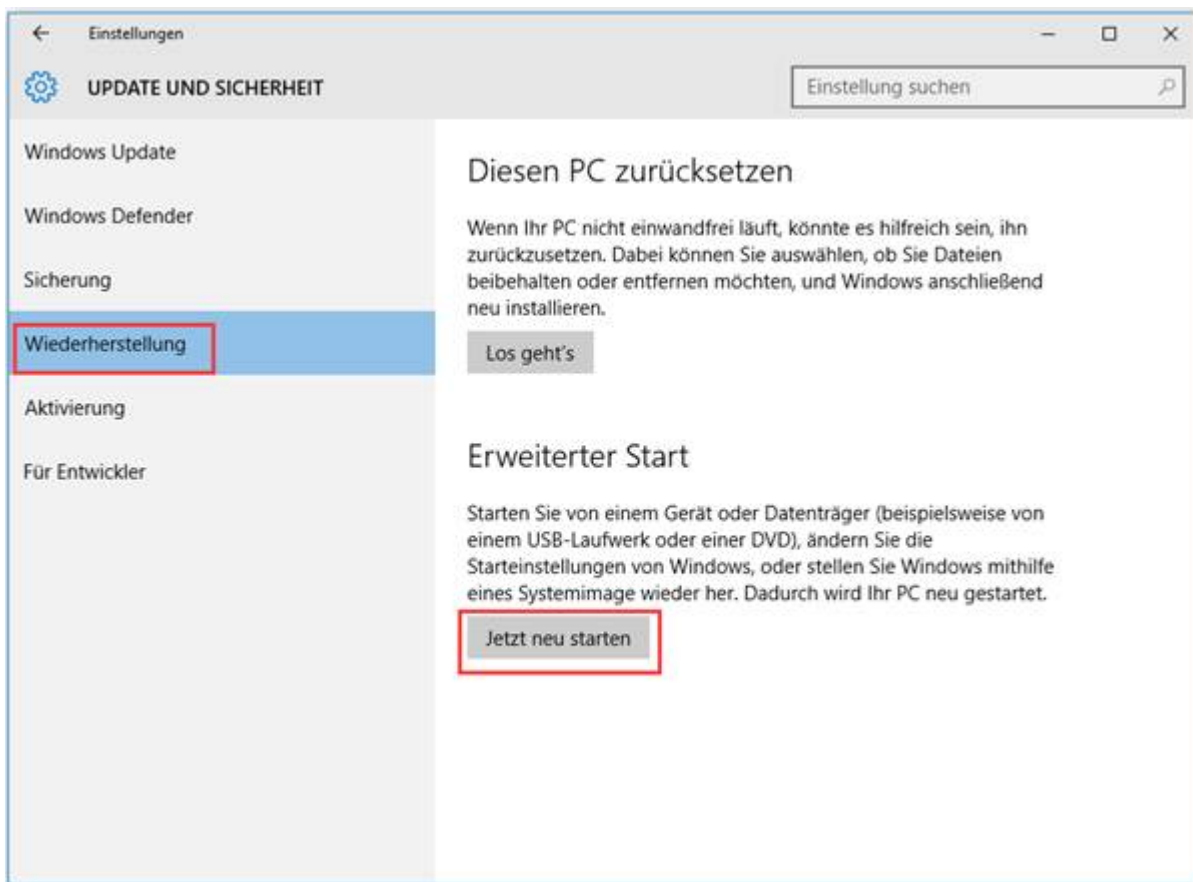 Einstellungen
UPDATE UND SICHERHEIT
Einstellung suchen
Windows Update
Windows Defender
Sicherung
Wiederherstellung
Aktivierung
Für Entwickler
Diesen PC zurücksetzen
Wenn Ihr PC nicht einwandfrei läuft, könnte es hilfreich sein, ihn
zurückzusetzen. Dabei können Sie auswählen, ob Sie Dateien
beibehalten oder entfernen möchten, und Windows anschließend
neu installieren.
Los geht's
Erweiterter Start
Starten Sie von einem Gerät oder Datenträger (beispielsweise von
einem USB-Laufwerk oder einer DVD), ändern Sie die
Starteinstellungen von Windows, oder stellen Sie Windows mithilfe
eines Systemimage wieder her. Dadurch wird Ihr PC neu gestartet.
Jetzt neu starten